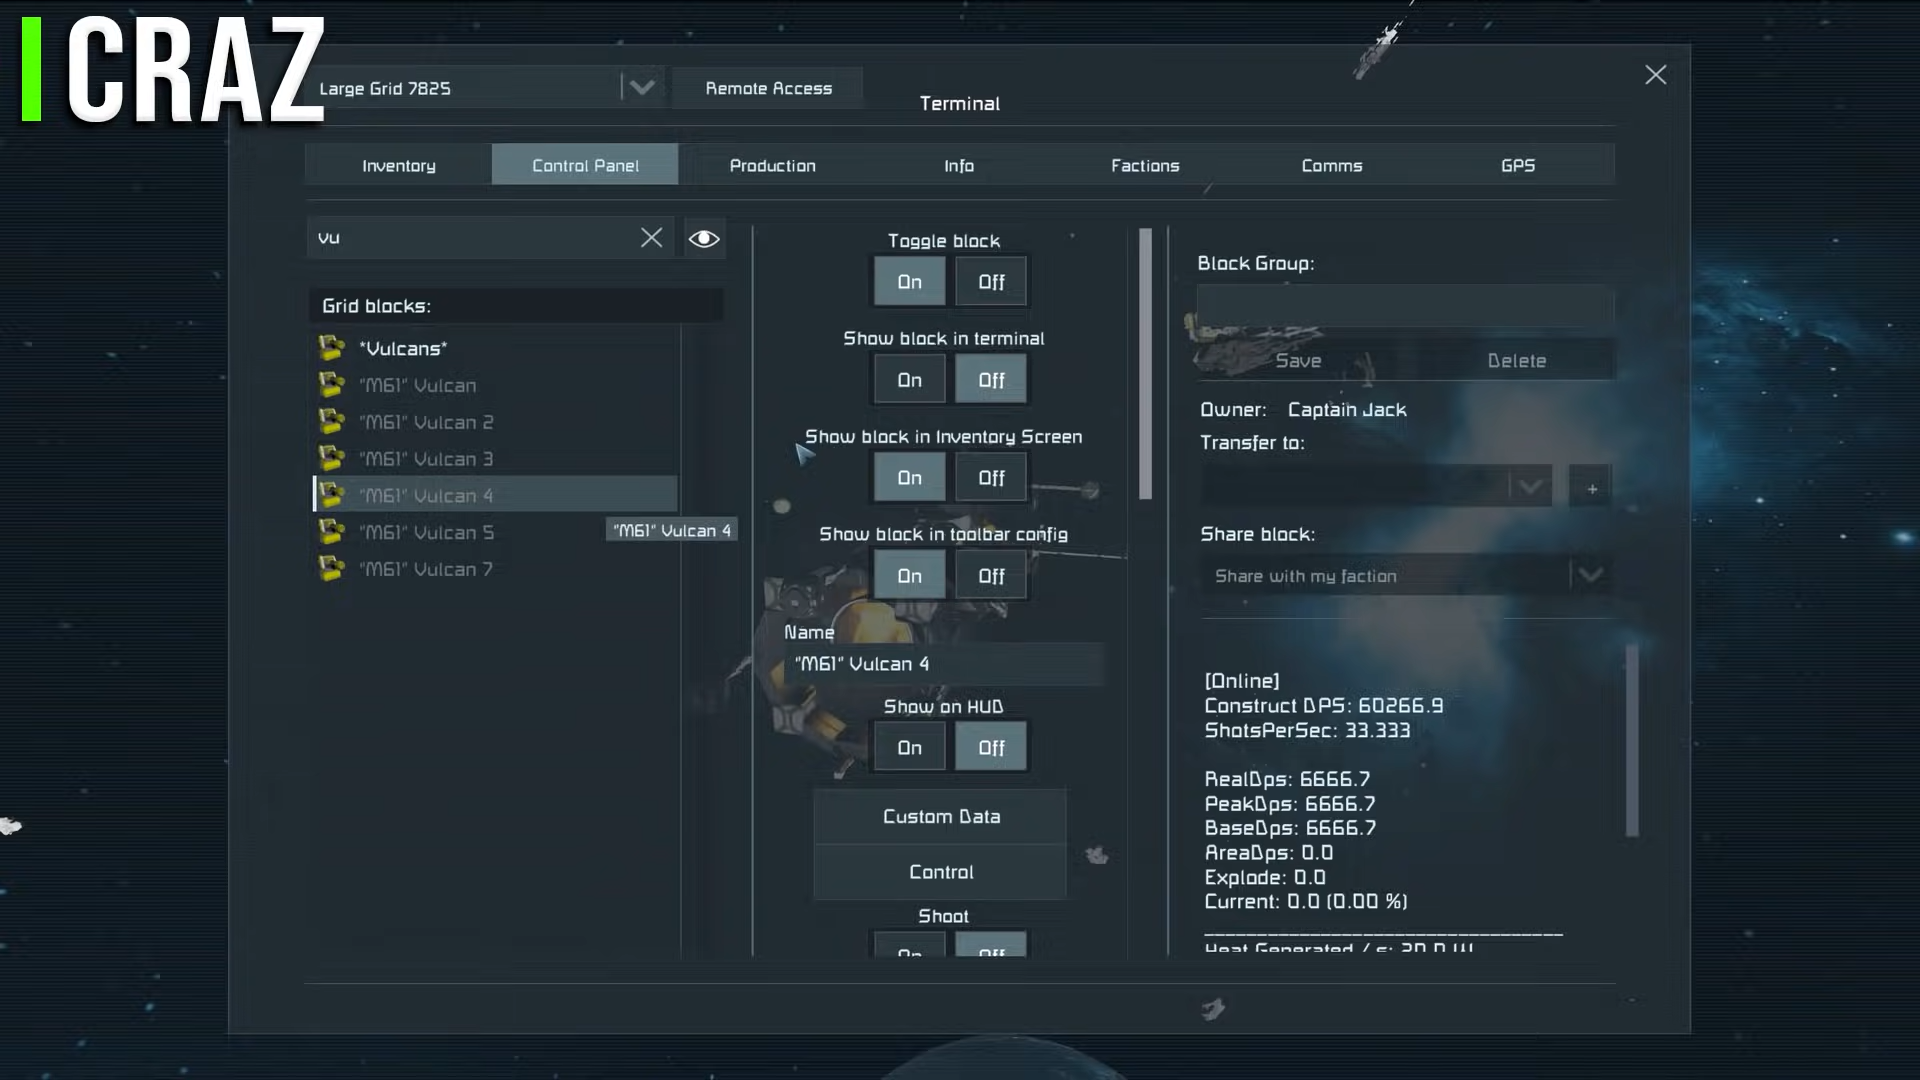 CRAZ
Large Grid 7825
Remote Access
Terminal
Inventory
Control Panel
Production
Info
Factions
Comms
GPS
vu
Grid blocks:
*Vulcans*
"M61" Vulcan
"M61" Vulcan 2
"M61" Vulcan 3
"M61" Vulcan 4
"M61" Vulcan 5
"M61" Vulcan 7
"M61" Vulcan 4
Toggle block
On Off
Show block in terminal
On Off
Show block in Inventory Screen
On Off
Show block in toolbar config
On Off
Name
"M61" Vulcan 4
Show on HUD
On Off
Custom Data
Control
Shoot
On Off
Block Group:
Save Delete
Owner: Captain Jack
Transfer to:
+
Share block:
Share with my faction
[Online]
Construct DPS: 60266.9
ShotsPerSec: 33.333
RealDps: 6666.7
PeakDps: 6666.7
BaseDps: 6666.7
AreaDps: 0.0
Explode: 0.0
Current: 0.0 (0.00 %)
Heat Generated / s: 20.0 W